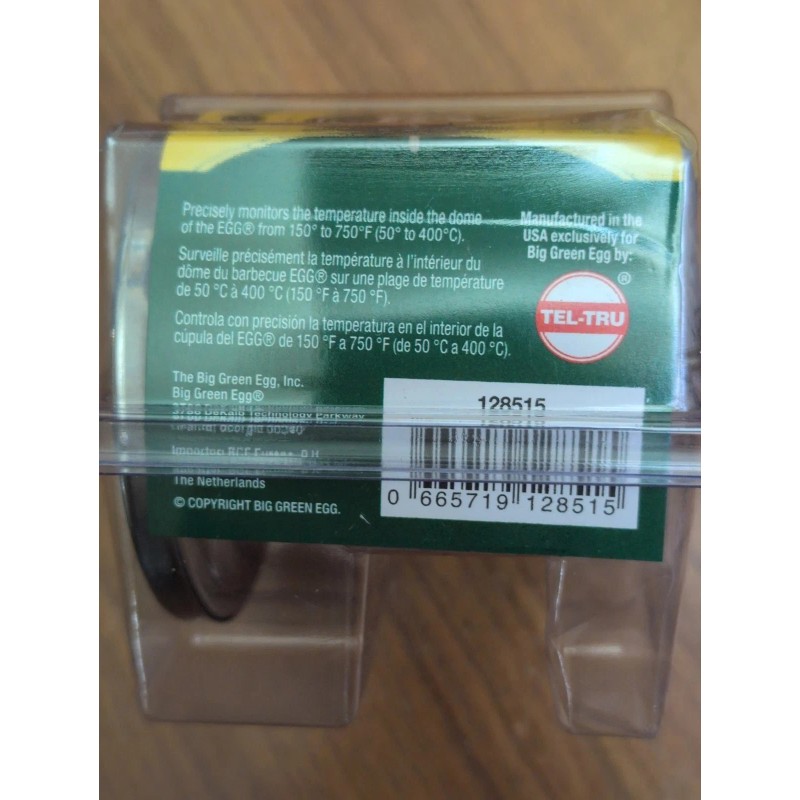 Precisely monitors the temperature inside the dome
of the EGG® from 150° to 750°F (50° to 400°C).
Surveille précisément la température à l'intérieur du
dôme du barbecue EGG® sur une plage de température
de 50 °C à 400 °C (150 °F à 750 °F).
Controla con precisión la temperatura en el interior de la
cúpula del EGG® de 150 °F a 750 °F (de 50 °C a 400 °C).
Manufactured in the
USA exclusively for
Big Green Egg by:
®
TEL-TRU
The Big Green Egg, Inc.
Big Green Egg®
Technology Parkway
The Netherlands
© COPYRIGHT BIG GREEN EGG.
128515
0 665719 128515